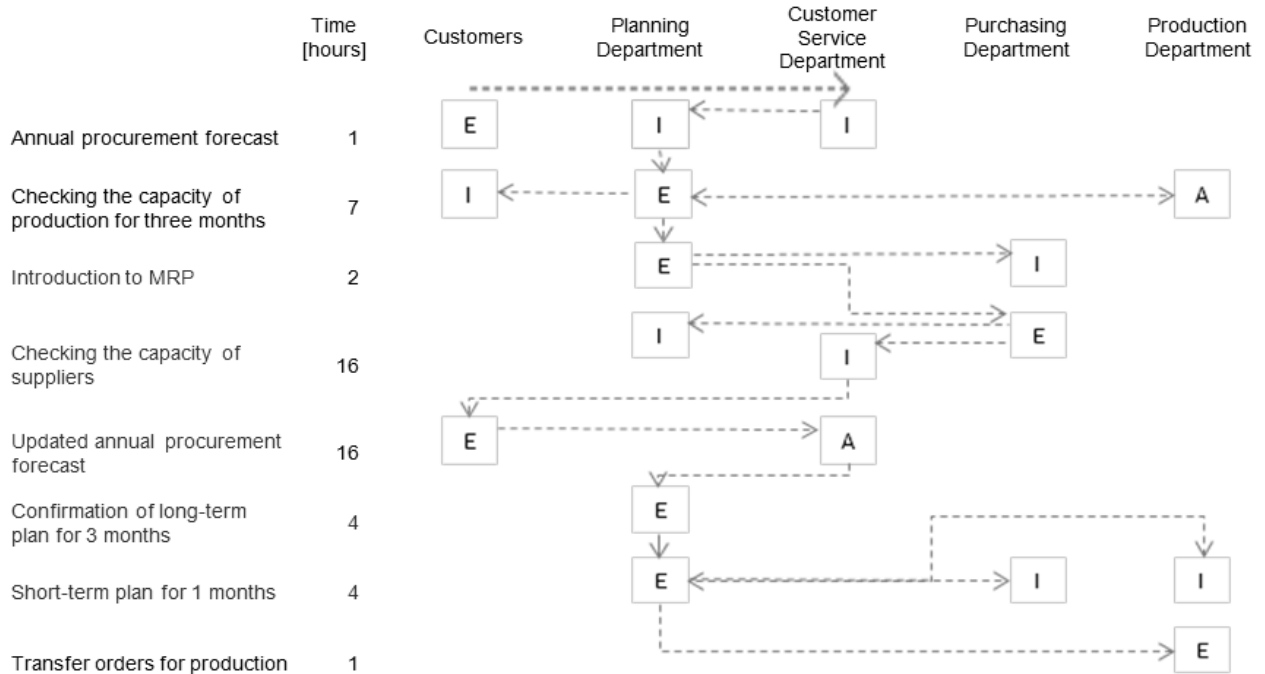 Time
[hours]
Customers
Planning
Department
Customer
Service
Department
Purchasing
Department
Production
Department
Annual procurement forecast 1 E I I
Checking the capacity of
production for three months 7 I E A
Introduction to MRP 2 E I
Checking the capacity of
suppliers 16 I I E
Updated annual procurement
forecast 16 E A
Confirmation of long-term
plan for 3 months 4 E
Short-term plan for 1 months 4 E I I
Transfer orders for production 1 E